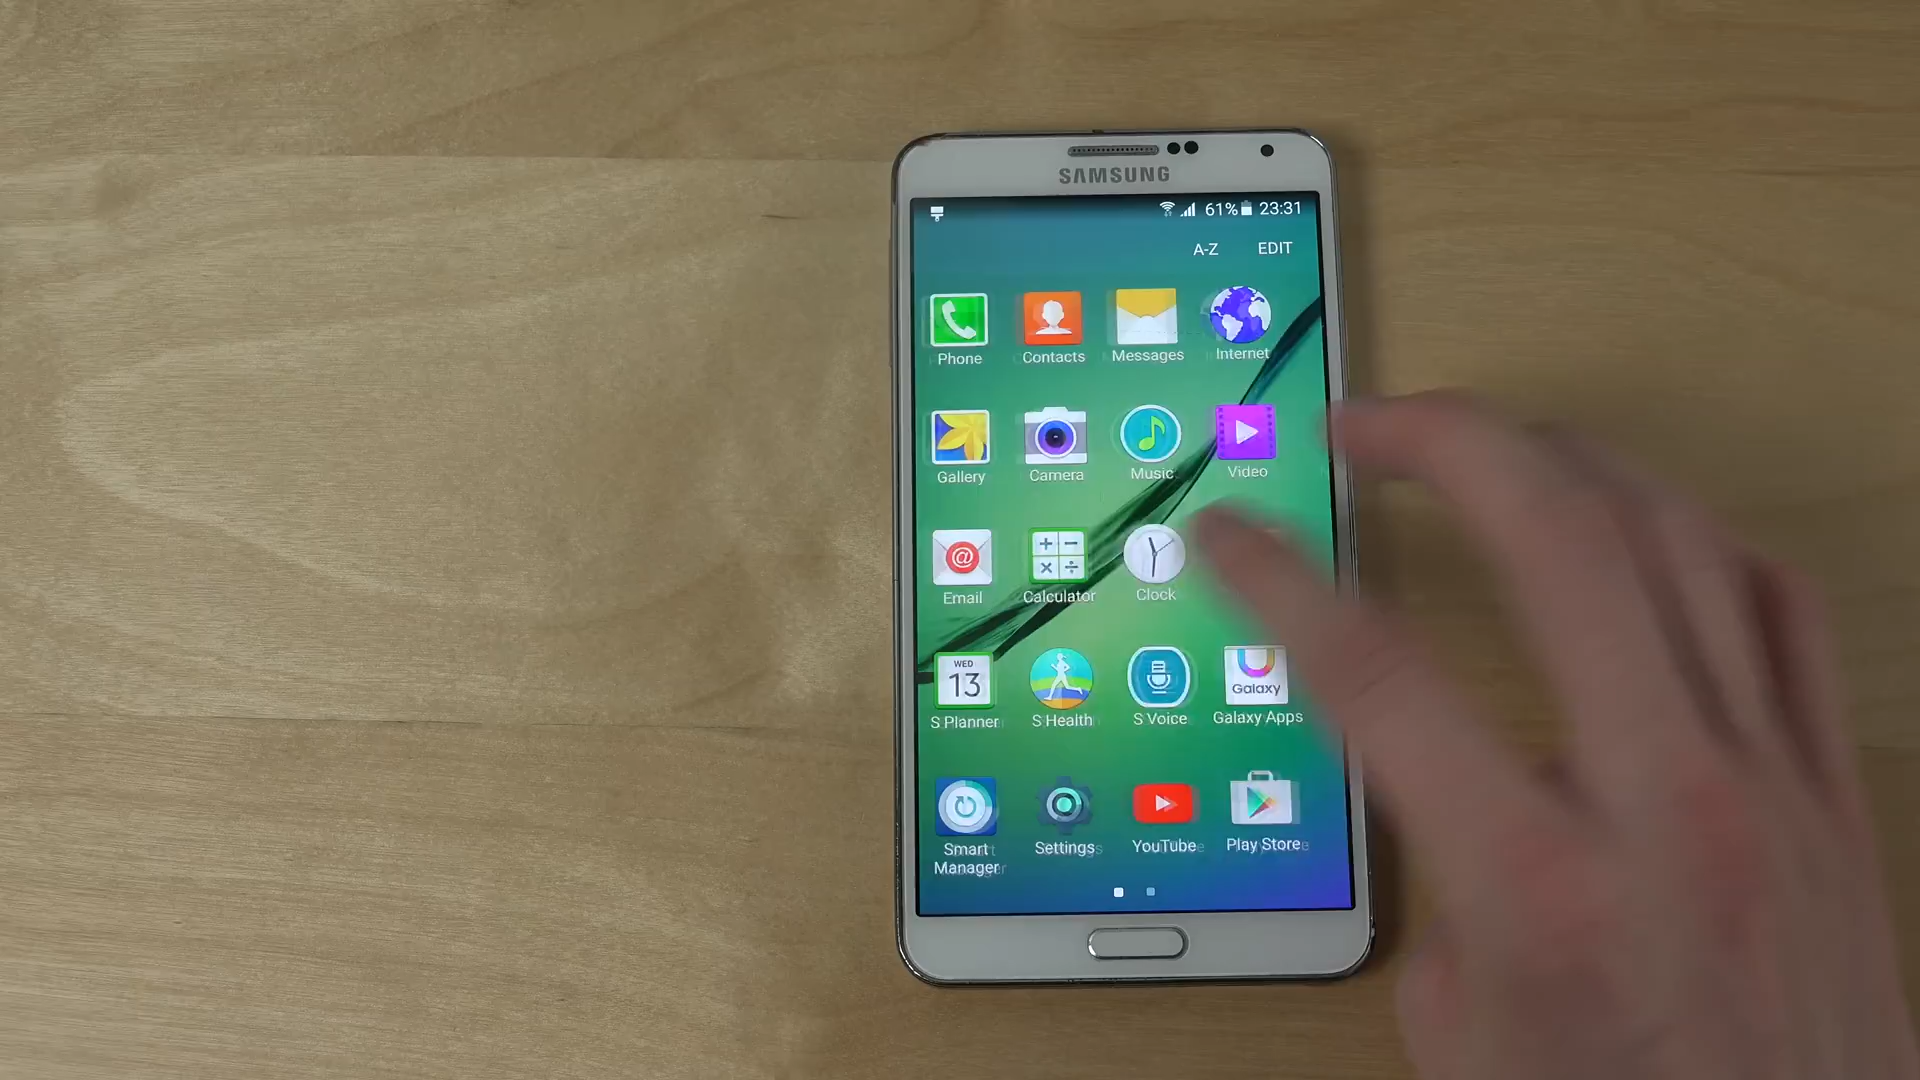 SAMSUNG
61% 23:31
A-Z EDIT
Phone Contacts Messages Internet
Gallery Camera Music Video
Email Calculator Clock
WED
13
Galaxy
S Planner S Health S Voice Galaxy Apps
Smart Manager Settings YouTube Play Store